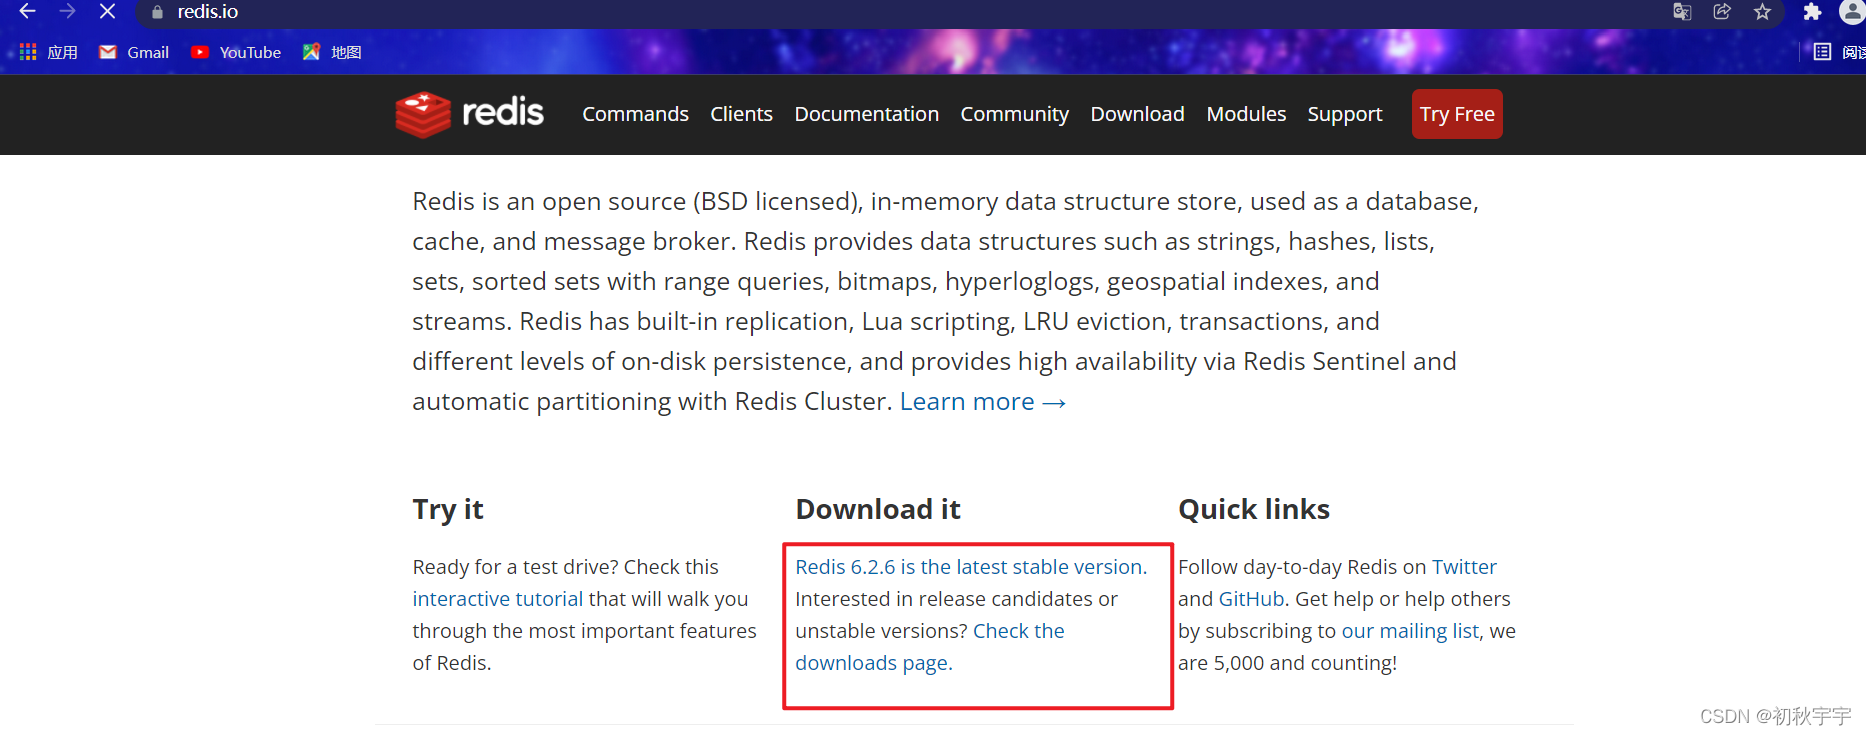 redis.io
应用 Gmail YouTube 地图
redis Commands Clients Documentation Community Download Modules Support Try Free
Redis is an open source (BSD licensed), in-memory data structure store, used as a database,
cache, and message broker. Redis provides data structures such as strings, hashes, lists,
sets, sorted sets with range queries, bitmaps, hyperloglogs, geospatial indexes, and
streams. Redis has built-in replication, Lua scripting, LRU eviction, transactions, and
different levels of on-disk persistence, and provides high availability via Redis Sentinel and
automatic partitioning with Redis Cluster. Learn more →
Try it
Ready for a test drive? Check this
interactive tutorial that will walk you
through the most important features
of Redis.
Download it
Redis 6.2.6 is the latest stable version.
Interested in release candidates or
unstable versions? Check the
downloads page.
Quick links
Follow day-to-day Redis on Twitter
and GitHub. Get help or help others
by subscribing to our mailing list, we
are 5,000 and counting!
CSDN @初秋宇宇